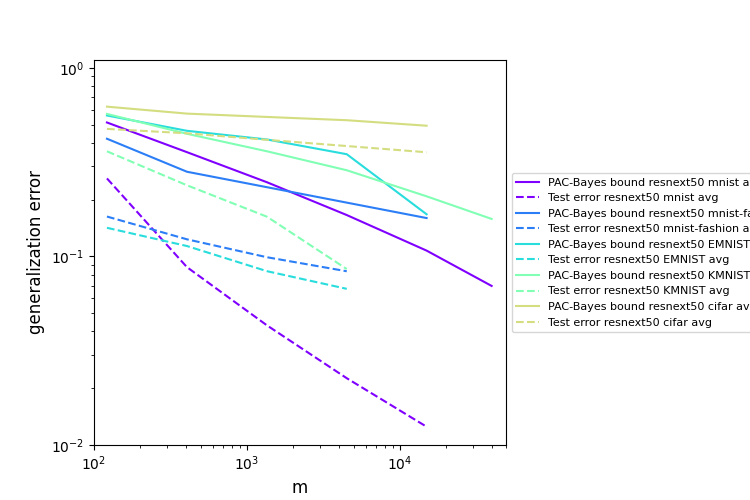 generalization error
10⁰
10⁻¹
10⁻²
10²
10³
10⁴
m
PAC-Bayes bound resnext50 mnist a
Test error resnext50 mnist avg
PAC-Bayes bound resnext50 mnist-fa
Test error resnext50 mnist-fashion a
PAC-Bayes bound resnext50 EMNIST
Test error resnext50 EMNIST avg
PAC-Bayes bound resnext50 KMNIST
Test error resnext50 KMNIST avg
PAC-Bayes bound resnext50 cifar av
Test error resnext50 cifar avg